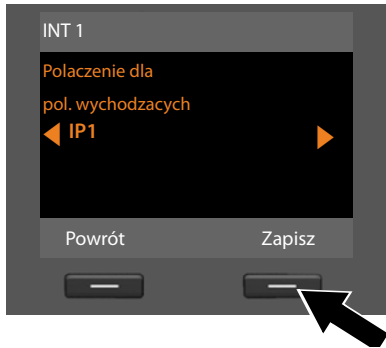 INT 1
Polaczenie dla
pol. wychodzacych
IP1
Powrót Zapisz